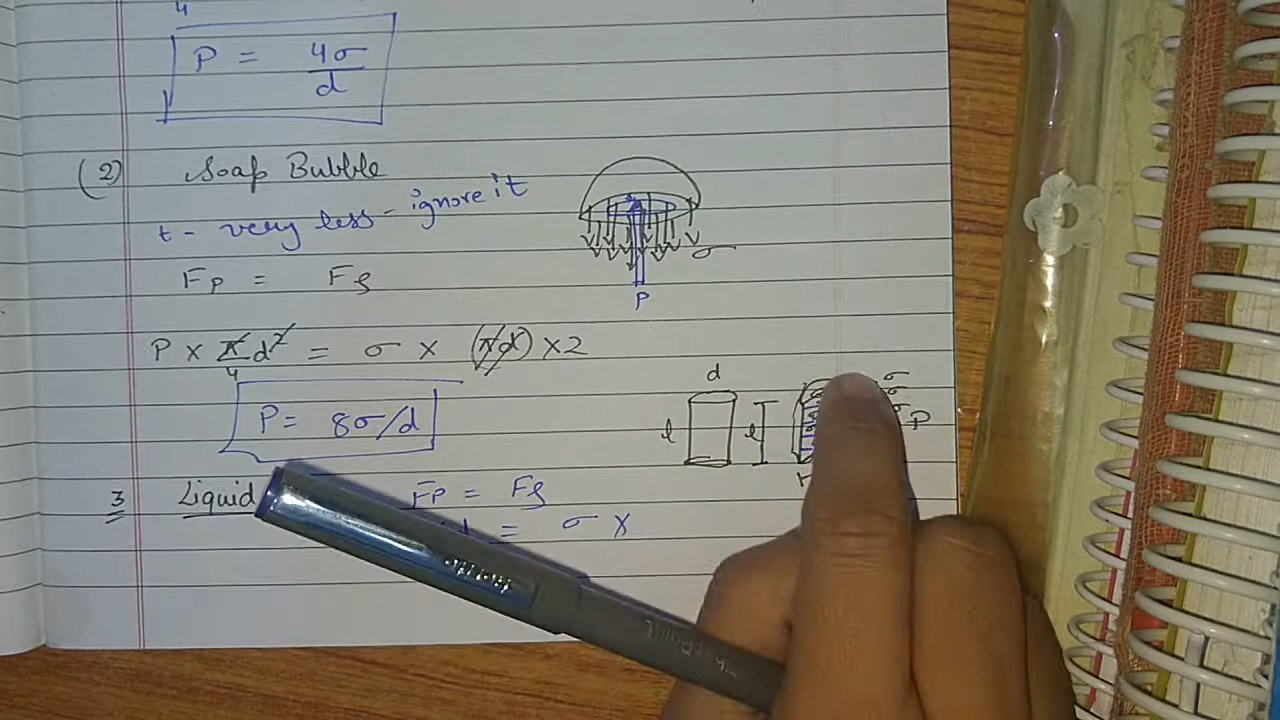 4
P = 4σ/d
(2) Soap Bubble
t - very less - ignore it
σ
P
Fp = Fs
P x π/4 d² = σ x (πd) x 2
d
σ
σ
σ
P
l
l
P = 8σ/d
3 Liquid
Fp = Fs
= σ x